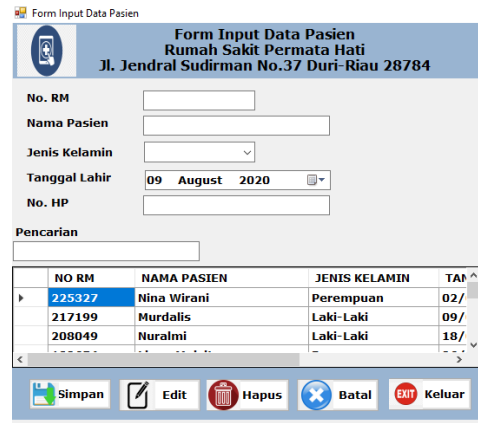 Form Input Data Pasien
Form Input Data Pasien
Rumah Sakit Permata Hati
Jl. Jendral Sudirman No.37 Duri-Riau 28784
No. RM
Nama Pasien
Jenis Kelamin
Tanggal Lahir 09 August 2020
No. HP
Pencarian
NO RM NAMA PASIEN JENIS KELAMIN TAN
225327 Nina Wirani Perempuan 02/
217199 Murdalis Laki-Laki 09/
208049 Nuralmi Laki-Laki 18/
Simpan Edit Hapus Batal EXIT Keluar